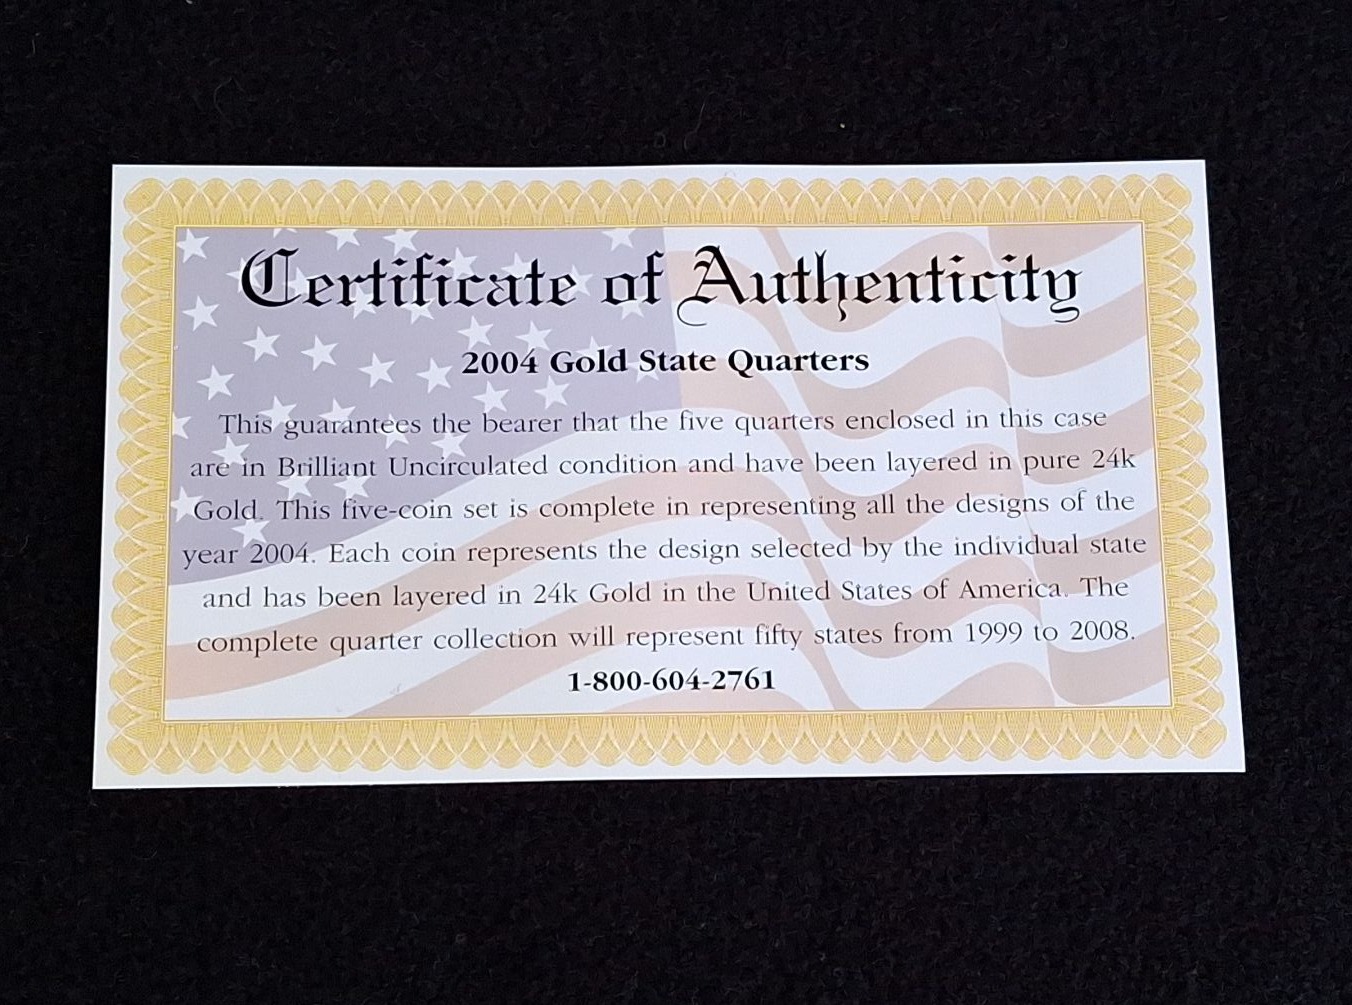 Certificate of Authenticity
2004 Gold State Quarters
This guarantees the bearer that the five quarters enclosed in this case
are in Brilliant Uncirculated condition and have been layered in pure 24k
Gold. This five-coin set is complete in representing all the designs of the
year 2004. Each coin represents the design selected by the individual state
and has been layered in 24k Gold in the United States of America. The
complete quarter collection will represent fifty states from 1999 to 2008.
1-800-604-2761